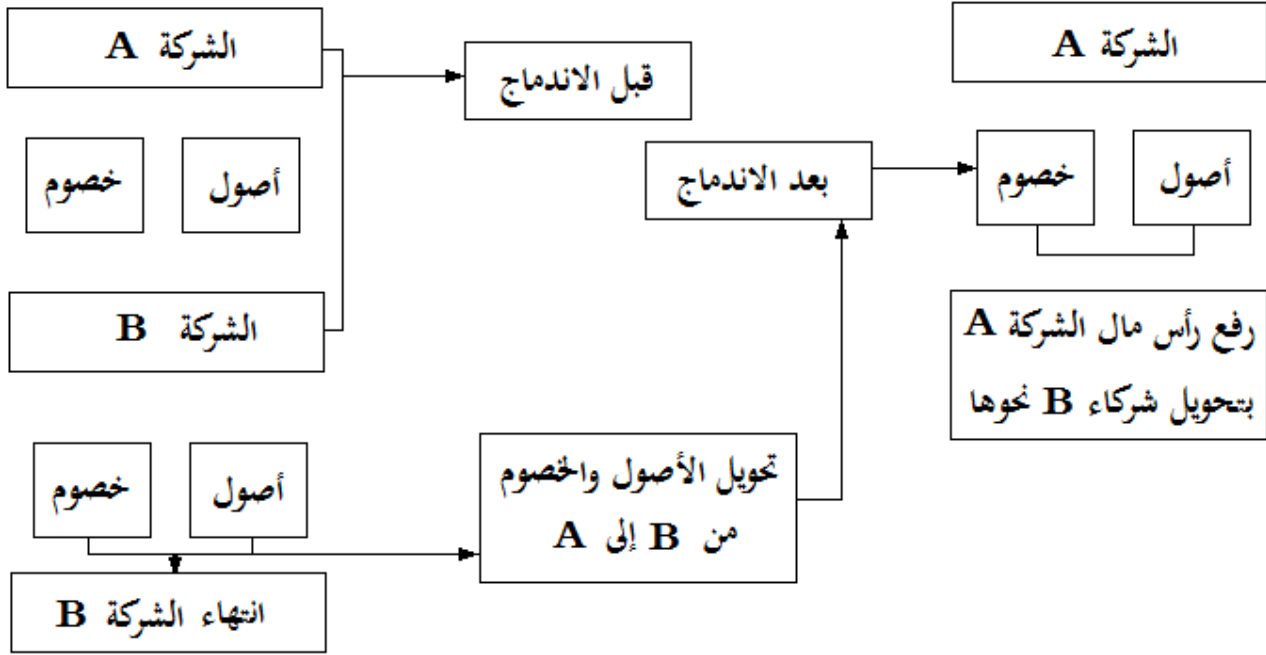 الشركة A
قبل الاندماج
أصول
خصوم
الشركة B
أصول
خصوم
انتهاء الشركة B
تحويل الأصول والخصوم
من B إلى A
بعد الاندماج
الشركة A
أصول
خصوم
رفع رأس مال الشركة A
بتحويل شركاء B نحوها